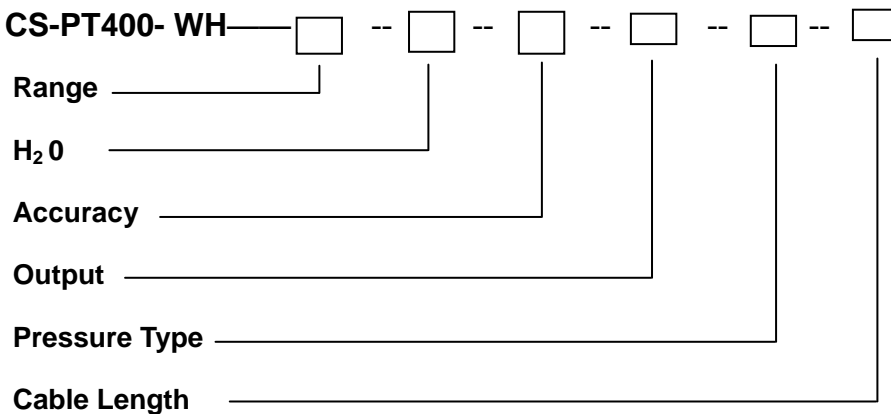 CS-PT400- WH—— -- -- -- -- --
Range
H₂ 0
Accuracy
Output
Pressure Type
Cable Length